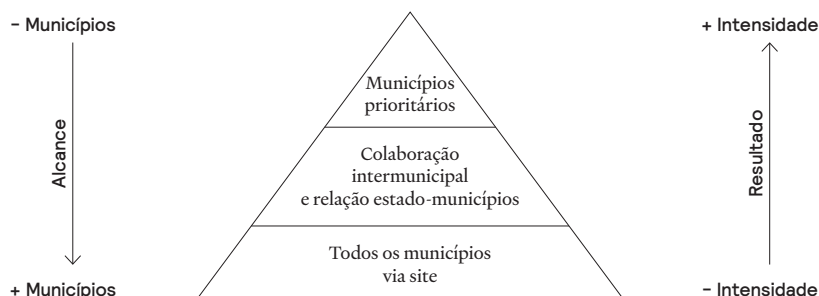 - Municípios
+ Intensidade
Municípios
prioritários
Alcance
Resultado
Colaboração
intermunicipal
e relação estado-municípios
Todos os municípios
via site
+ Municípios
- Intensidade